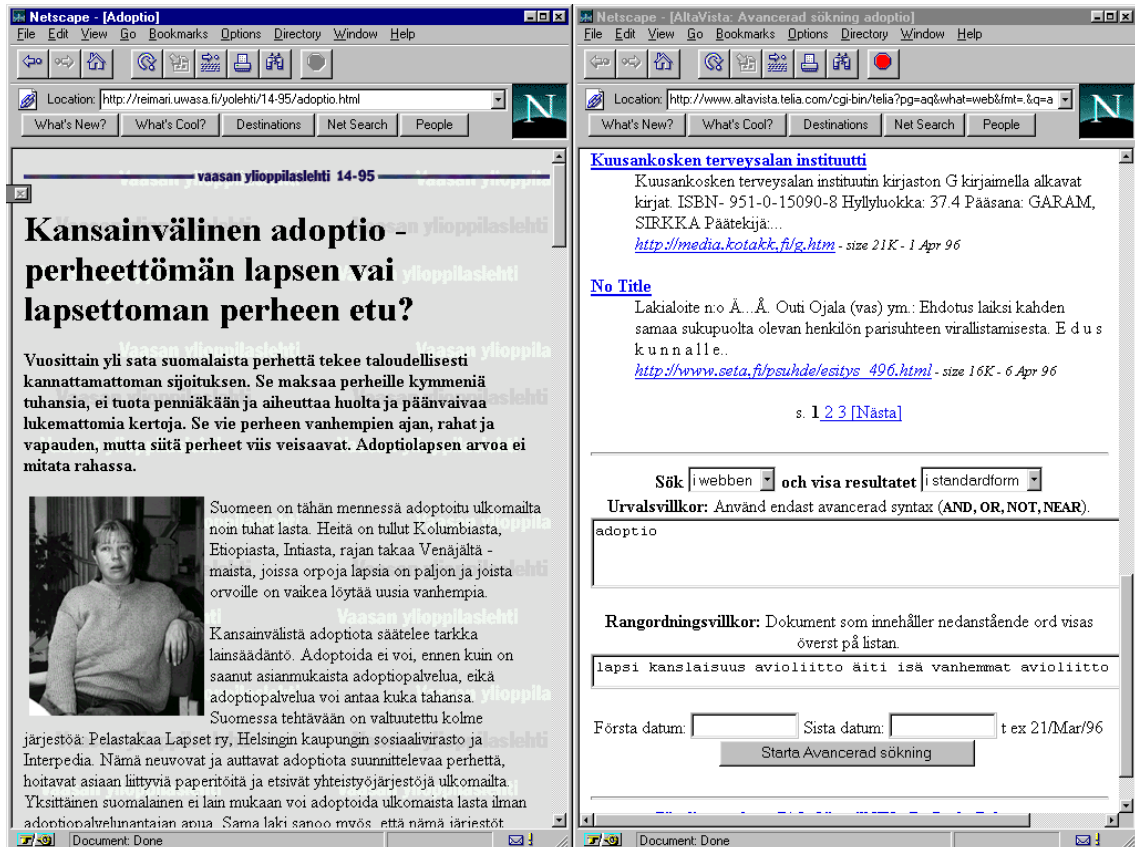 Netscape - [Adoptio]
File Edit View Go Bookmarks Options Directory Window Help
Location: http://reimari.uwasa.fi/yolehti/14-95/adoptio.html
What's New? What's Cool? Destinations Net Search People
N
vaasan ylioppilaslehti 14-95
Kansainvälinen adoptio -
perheettömän lapsen vai
lapsettoman perheen etu?
Vuosittain yli sata suomalaista perhettä tekee taloudellisesti
kannattamattoman sijoituksen. Se maksaa perheille kymmeniä
tuhansia, ei tuota penniäkään ja aiheuttaa huolta ja päänvaivaa
lukemattomia kertoja. Se vie perheen vanhempien ajan, rahat ja
vapauden, mutta siitä perheet viis veisaavat. Adoptiolapsen arvoa ei
mitata rahassa.
Suomeen on tähän mennessä adoptoitu ulkomailta
noin tuhat lasta. Heitä on tullut Kolumbiasta,
Etiopiasta, Intiasta, rajan takaa Venäjältä -
maista, joissa orpoja lapsia on paljon ja joista
orvoille on vaikea löytää uusia vanhempia.
Kansainvälistä adoptiota säätelee tarkka
lainsäädäntö. Adoptoida ei voi, ennen kuin on
saanut asianmukaista adoptiopalvelua, eikä
adoptiopalvelua voi antaa kuka tahansa.
Suomessa tehtävään on valtuutettu kolme
järjestöä: Pelastakaa Lapset ry, Helsingin kaupungin sosiaalivirasto ja
Interpedia. Nämä neuvovat ja auttavat adoptiota suunnittelevaa perhettä,
hoitavat asiaan liittyviä paperitöitä ja etsivät yhteistyöjärjestöjä ulkomailta.
Yksittäinen suomalainen ei lain mukaan voi adoptoida ulkomaista lasta ilman
adoptiopalvelunantajan apua. Sama laki sanoo myös, että nämä järjestöt
Document: Done
Netscape - [AltaVista: Avancerad sökning adoptio]
File Edit View Go Bookmarks Options Directory Window Help
Location: http://www.altavista.telia.com/cgi-bin/telia?pg=aq&what=web&fmt=.&q=a
What's New? What's Cool? Destinations Net Search People
N
Kuusankosken terveysalan instituutti
Kuusankosken terveysalan instituutin kirjaston G kirjaimella alkavat
kirjat. ISBN- 951-0-15090-8 Hyllyluokka: 37.4 Pääsana: GARAM,
SIRKKA Päätekijä:...
http://media.kotakk.fi/g.htm - size 21K - 1 Apr 96
No Title
Lakialoite n:o Ä...Å. Outi Ojala (vas) ym.: Ehdotus laiksi kahden
samaa sukupuolta olevan henkilön parisuhteen virallistamisesta. E d u s
k u n n a l l e..
http://www.seta.fi/psuhde/esitys_496.html - size 16K - 6 Apr 96
s. 1 2 3 [Nästa]
Sök i webben och visa resultatet i standardform
Urvalsvillkor: Använd endast avancerad syntax (AND, OR, NOT, NEAR).
adoptio
Rangordningsvillkor: Dokument som innehåller nedanstående ord visas
överst på listan.
lapsi kanslaisuus avioliitto äiti isä vanhemmat avioliitto
Första datum: Sista datum: t ex 21/Mar/96
Starta Avancerad sökning
Document: Done